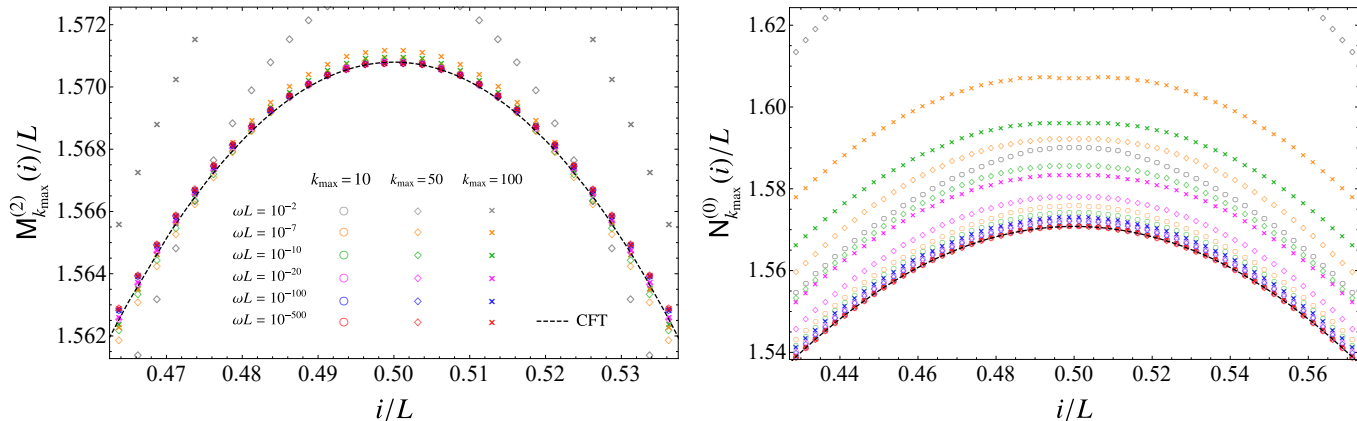 1.572
1.570
1.568
1.566
1.564
1.562
M^{(2)}_{k_max}(i)/L
k_max = 10 k_max = 50 k_max = 100
ωL = 10^{-2}
ωL = 10^{-7}
ωL = 10^{-10}
ωL = 10^{-20}
ωL = 10^{-100}
ωL = 10^{-500}
CFT
0.47 0.48 0.49 0.50 0.51 0.52 0.53
i/L
1.62
1.60
1.58
1.56
1.54
N^{(0)}_{k_max}(i)/L
0.44 0.46 0.48 0.50 0.52 0.54 0.56
i/L